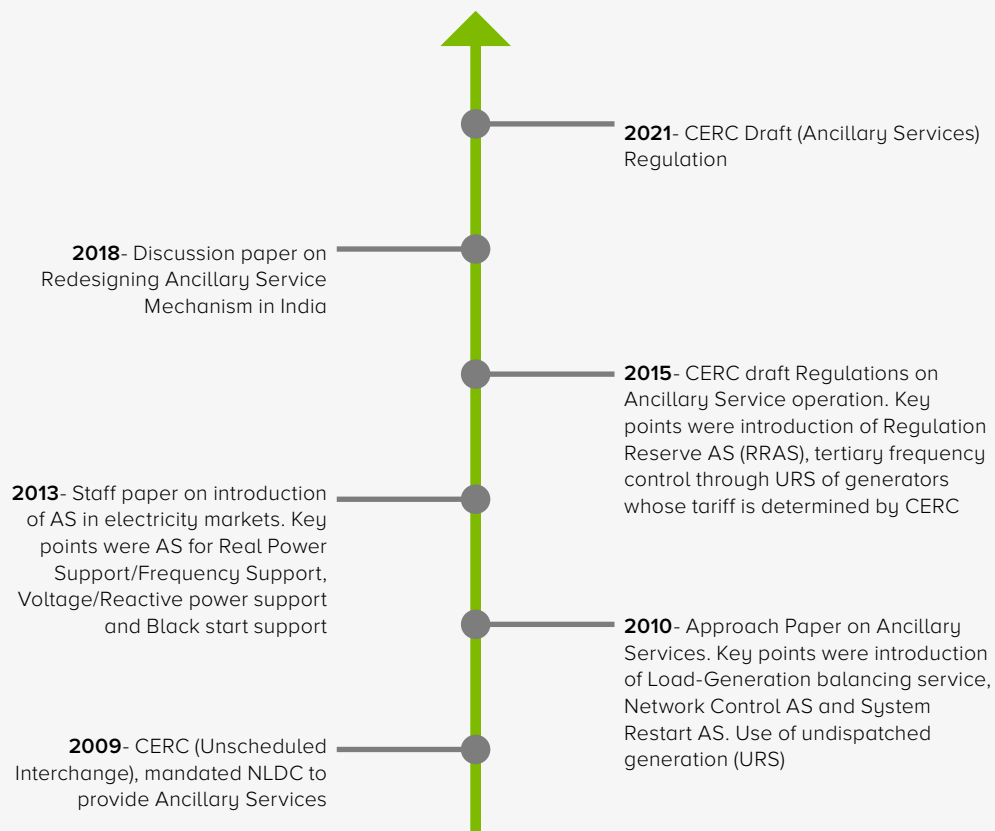 2021- CERC Draft (Ancillary Services)
Regulation
2018- Discussion paper on
Redesigning Ancillary Service
Mechanism in India
2015- CERC draft Regulations on
Ancillary Service operation. Key
points were introduction of Regulation
Reserve AS (RRAS), tertiary frequency
control through URS of generators
whose tariff is determined by CERC
2013- Staff paper on introduction
of AS in electricity markets. Key
points were AS for Real Power
Support/Frequency Support,
Voltage/Reactive power support
and Black start support
2010- Approach Paper on Ancillary
Services. Key points were introduction
of Load-Generation balancing service,
Network Control AS and System
Restart AS. Use of undispatched
generation (URS)
2009- CERC (Unscheduled
Interchange), mandated NLDC to
provide Ancillary Services